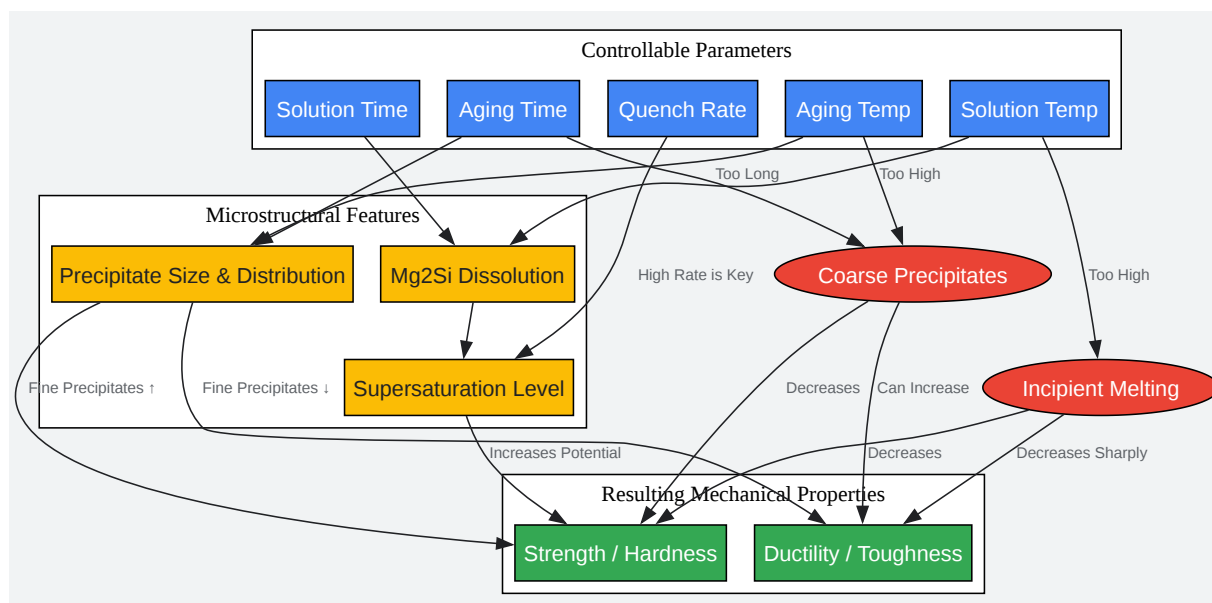 Controllable Parameters
Solution Time
Aging Time
Quench Rate
Aging Temp
Solution Temp
Too Long
Too High
Microstructural Features
Precipitate Size & Distribution
Mg2Si Dissolution
High Rate is Key
Coarse Precipitates
Too High
Fine Precipitates ↑
Fine Precipitates ↓
Supersaturation Level
Decreases
Can Increase
Incipient Melting
Increases Potential
Decreases
Decreases Sharply
Resulting Mechanical Properties
Strength / Hardness
Ductility / Toughness